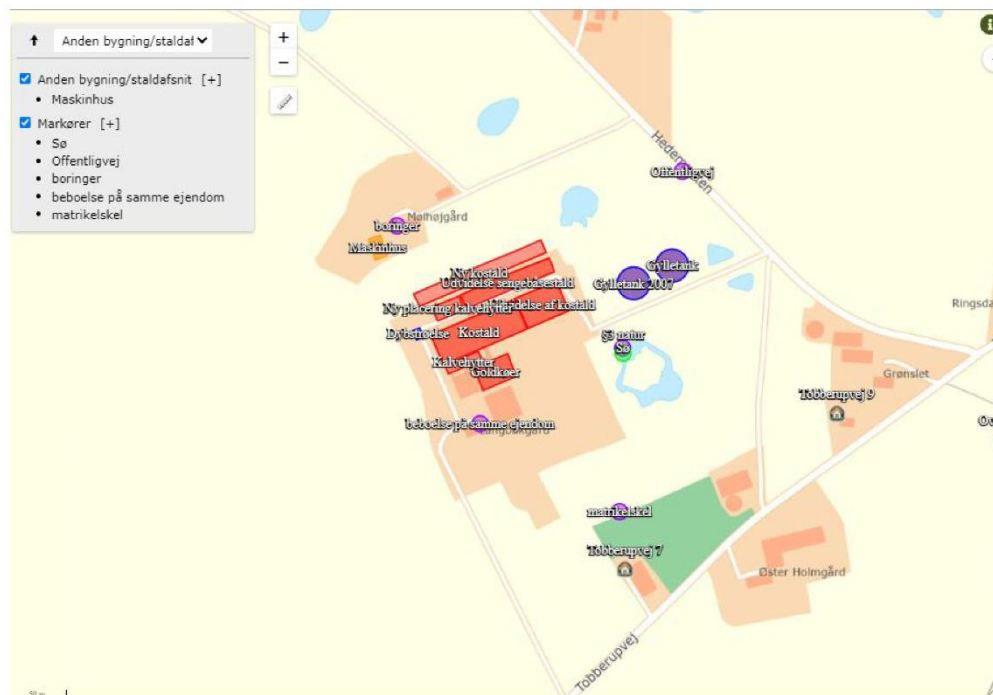 Anden bygning/staldaf
Anden bygning/staldafsnit [+]
Maskinhus
Markører [+]
Sø
Offentligvej
boringer
beboelse på samme ejendom
matrikelskel
+
−
Offentligvej
Mølhøjgård
boringer
Maskinhus
Ny kostald
Udvidelse sengebåsestald
Gylletank
Gylletank 2007
Ny placering kalvehytter
Udvidelse af kostald
Dybstrøelse
Kostald
§3 natur
Sø
Kalvehytter
Goldkøer
Ringsda
Grønslet
Tobberupvej 9
beboelse på samme ejendom
matrikelskel
Tobberupvej 7
Øster Holmgård
Tobberupvej
50 m